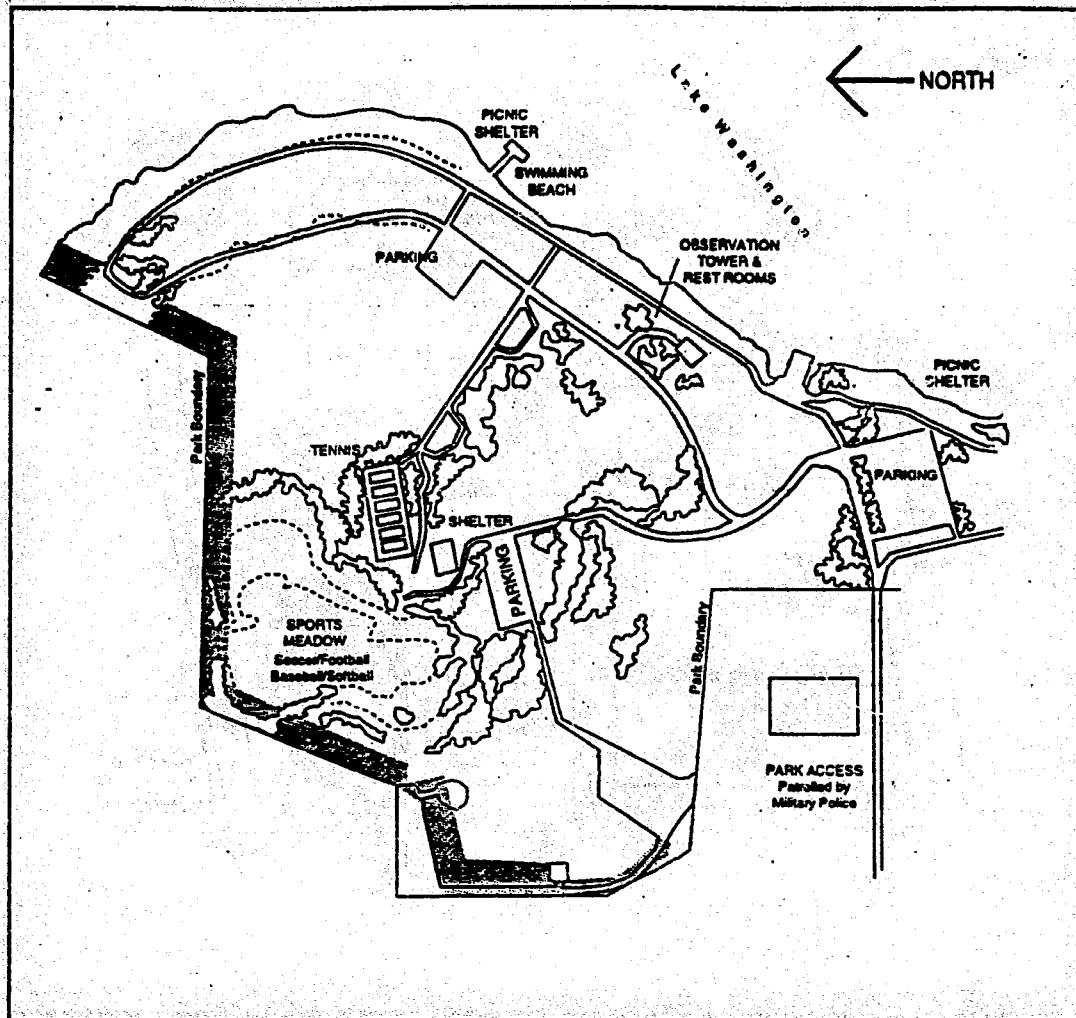 NORTH
Lake Washington
PICNIC
SHELTER
SWIMMING
BEACH
OBSERVATION
TOWER &
REST ROOMS
PARKING
PICNIC
SHELTER
Park Boundary
TENNIS
PARKING
SHELTER
PARKING
SPORTS
MEADOW
Soccer/Football
Baseball/Softball
Park Boundary
PARK ACCESS
Patrolled by
Military Police